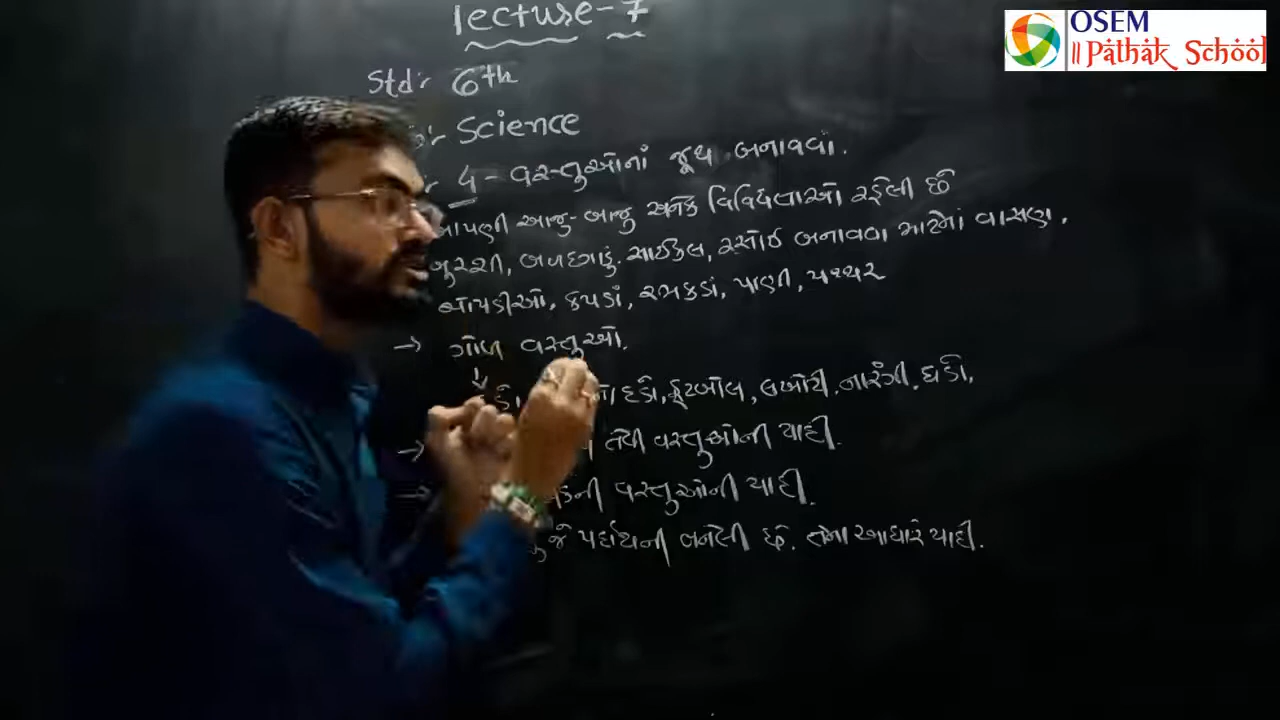 lecture-7
OSEM
॥ Pathak School
Std:- 6th
Science
4 - વસ્તુઓનાં જૂથ બનાવવાં.
આપણી આજુ-બાજુ અનેક વિવિધતાઓ રહેલી છે
ખુરશી, બળદગાડું. સાઈકલ, રસોઈ બનાવવા માટેનાં વાસણ,
ચોપડીઓ, કપડાં, રમકડાં, પાણી, પથ્થર
→ ગોળ વસ્તુઓ.
દડો, ફૂટબોલ, લખોટી, નારંગી, ઘડો,
→ તેવી વસ્તુઓની યાદી.
→ વસ્તુઓની યાદી.
જે પર્દાથની બનેલી છે. તેના આધારે યાદી.